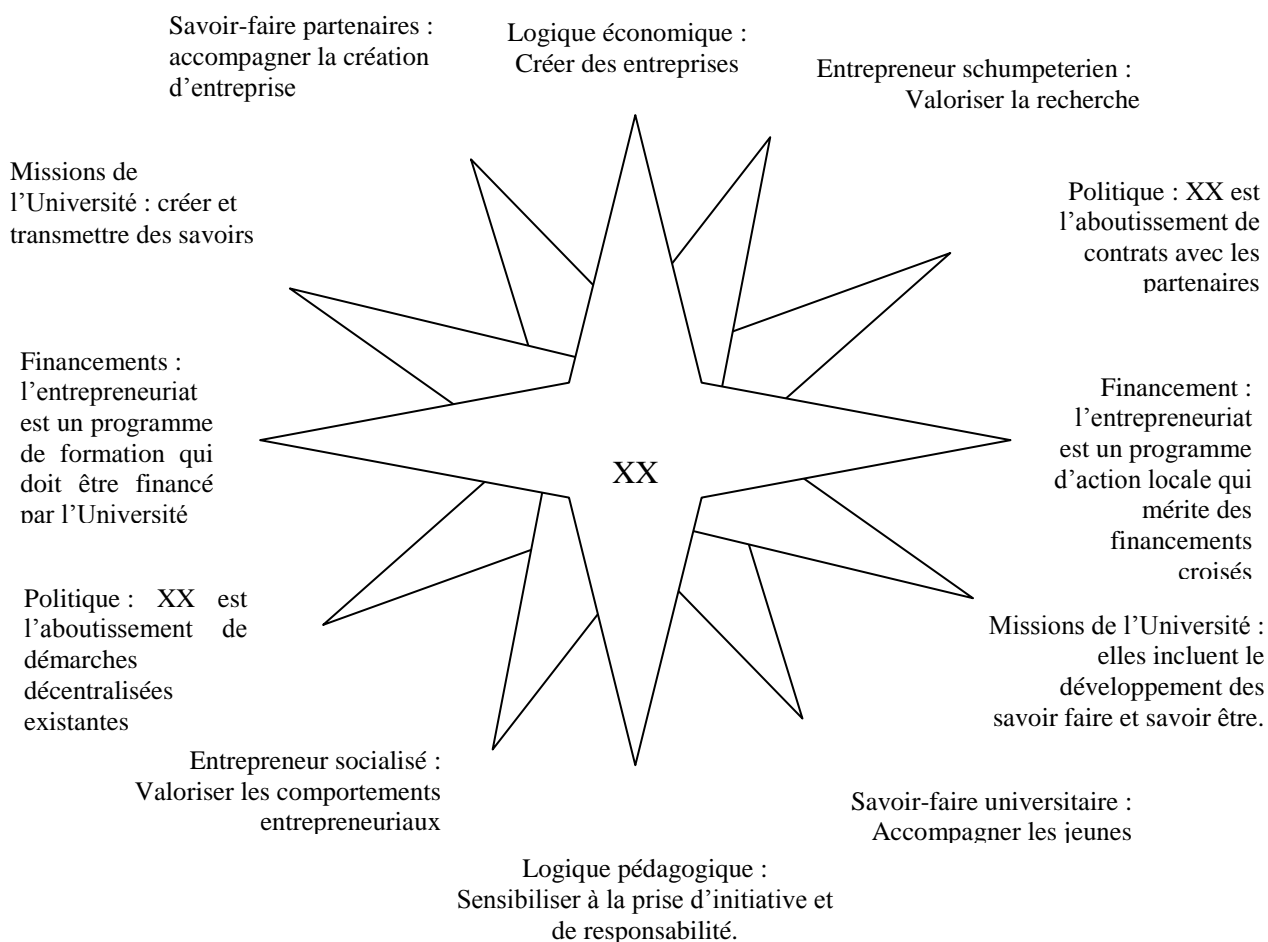 Savoir-faire partenaires :
accompagner la création
d’entreprise
Logique économique :
Créer des entreprises
Entrepreneur schumpeterien :
Valoriser la recherche
Missions de
l’Université : créer et
transmettre des savoirs
Politique : XX est
l’aboutissement de
contrats avec les
partenaires
Financements :
l’entrepreneuriat
est un programme
de formation qui
doit être financé
par l’Université
XX
Financement :
l’entrepreneuriat
est un programme
d’action locale qui
mérite des
financements
croisés
Politique : XX est
l’aboutissement de
démarches
décentralisées
existantes
Missions de l’Université :
elles incluent le
développement des
savoir faire et savoir être.
Entrepreneur socialisé :
Valoriser les comportements
entrepreneuriaux
Savoir-faire universitaire :
Accompagner les jeunes
Logique pédagogique :
Sensibiliser à la prise d’initiative et
de responsabilité.